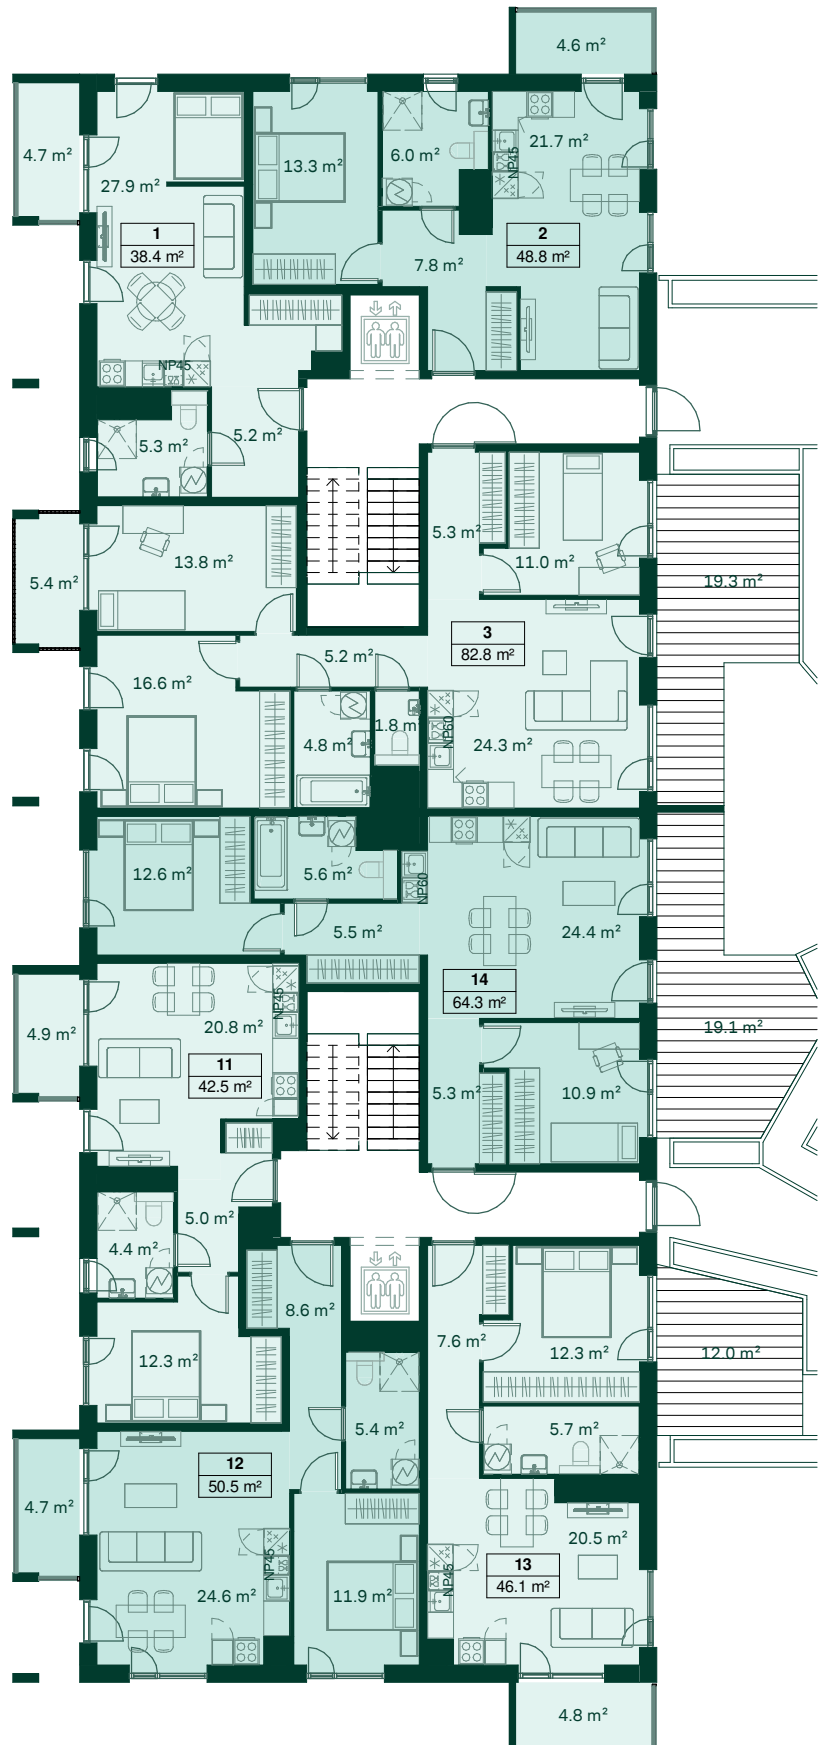 4.6 m²
4.7 m²
27.9 m²
13.3 m²
6.0 m²
NP45
21.7 m²
1
38.4 m²
7.8 m²
2
48.8 m²
NP45
5.3 m²
5.2 m²
5.4 m²
13.8 m²
5.3 m²
11.0 m²
19.3 m²
3
82.8 m²
5.2 m²
16.6 m²
4.8 m²
1.8 m²
NP60
24.3 m²
12.6 m²
5.6 m²
NP60
5.5 m²
24.4 m²
14
64.3 m²
4.9 m²
20.8 m²
NP45
11
42.5 m²
19.1 m²
5.3 m²
10.9 m²
5.0 m²
4.4 m²
8.6 m²
7.6 m²
12.3 m²
12.3 m²
12.0 m²
5.4 m²
5.7 m²
12
50.5 m²
4.7 m²
24.6 m²
NP45
11.9 m²
NP45
13
46.1 m²
20.5 m²
4.8 m²